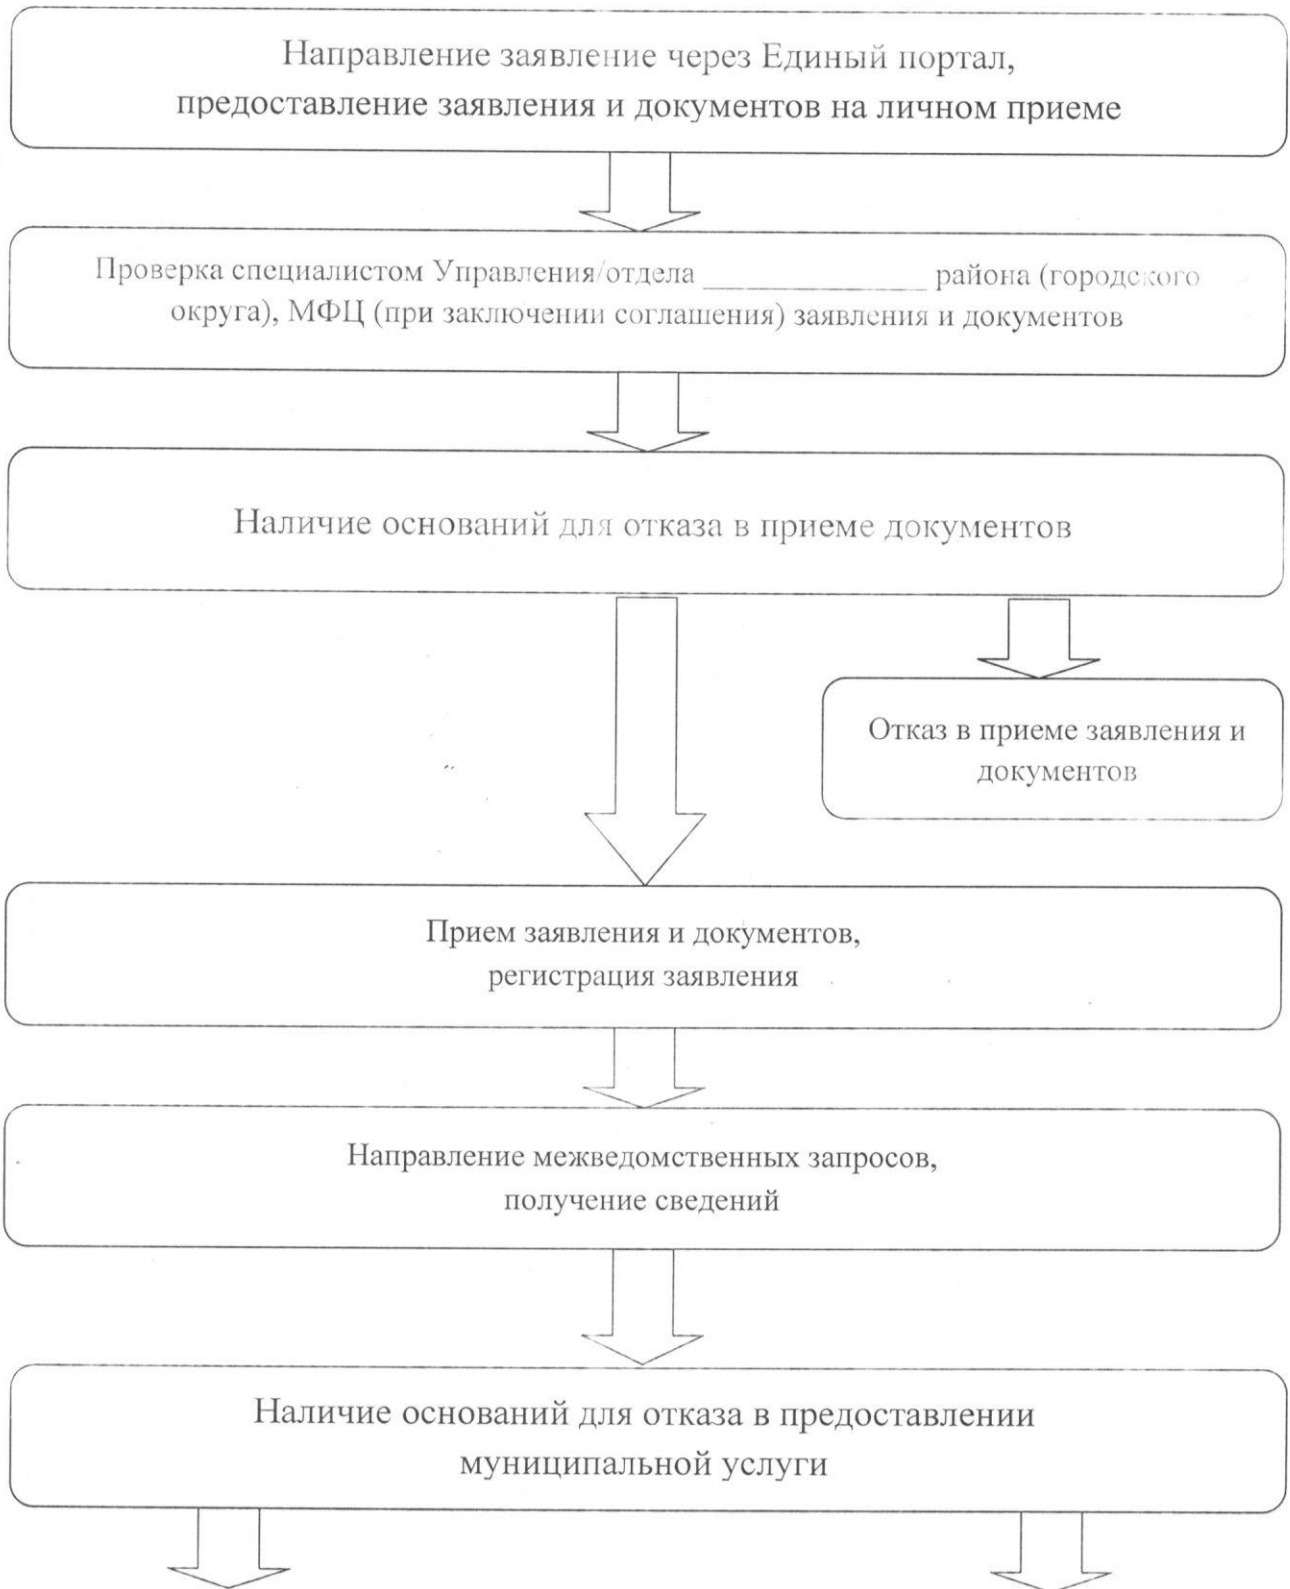 Направление заявление через Единый портал,
предоставление заявления и документов на личном приеме
Проверка специалистом Управления/отдела _______________ района (городского
округа), МФЦ (при заключении соглашения) заявления и документов
Наличие оснований для отказа в приеме документов
Отказ в приеме заявления и
документов
Прием заявления и документов,
регистрация заявления
Направление межведомственных запросов,
получение сведений
Наличие оснований для отказа в предоставлении
муниципальной услуги